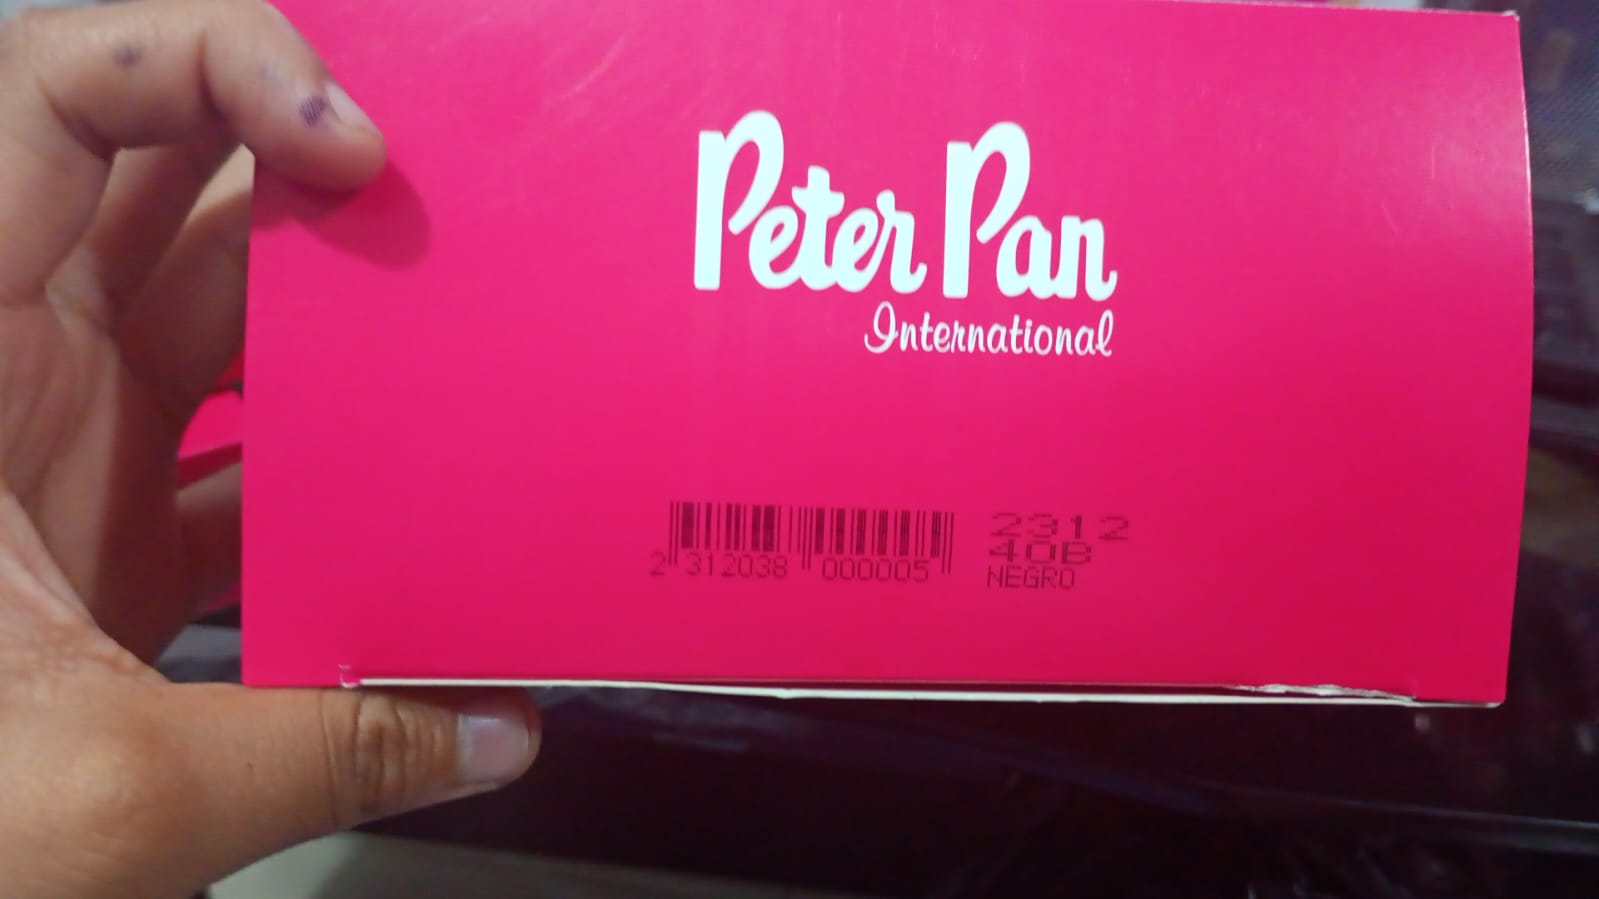 Peter Pan
International
2312
40B
NEGRO
2 312038 000005